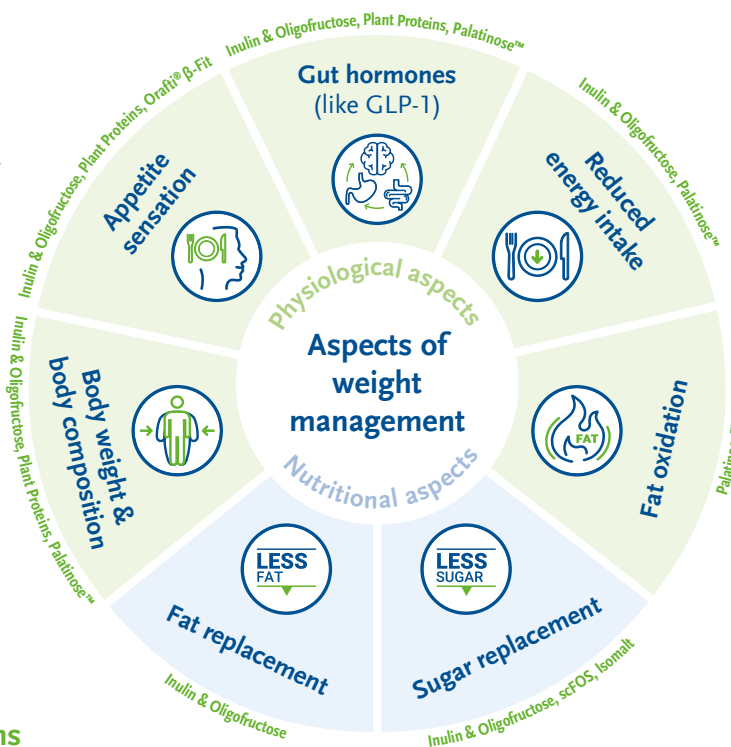 Inulin & Oligofructose, Plant Proteins, Palatinose™
Gut hormones
(like GLP-1)
Inulin & Oligofructose, Plant Proteins, Orafti® β-Fit
Appetite
sensation
Inulin & Oligofructose, Palatinose™
Reduced
energy intake
Physiological aspects
Aspects of
weight
management
Nutritional aspects
Inulin & Oligofructose, Plant Proteins, Palatinose™
Body weight &
body composition
FAT
Fat oxidation
LESS
FAT
Fat replacement
Inulin & Oligofructose
LESS
SUGAR
Sugar replacement
Inulin & Oligofructose, scFOS, Isomalt